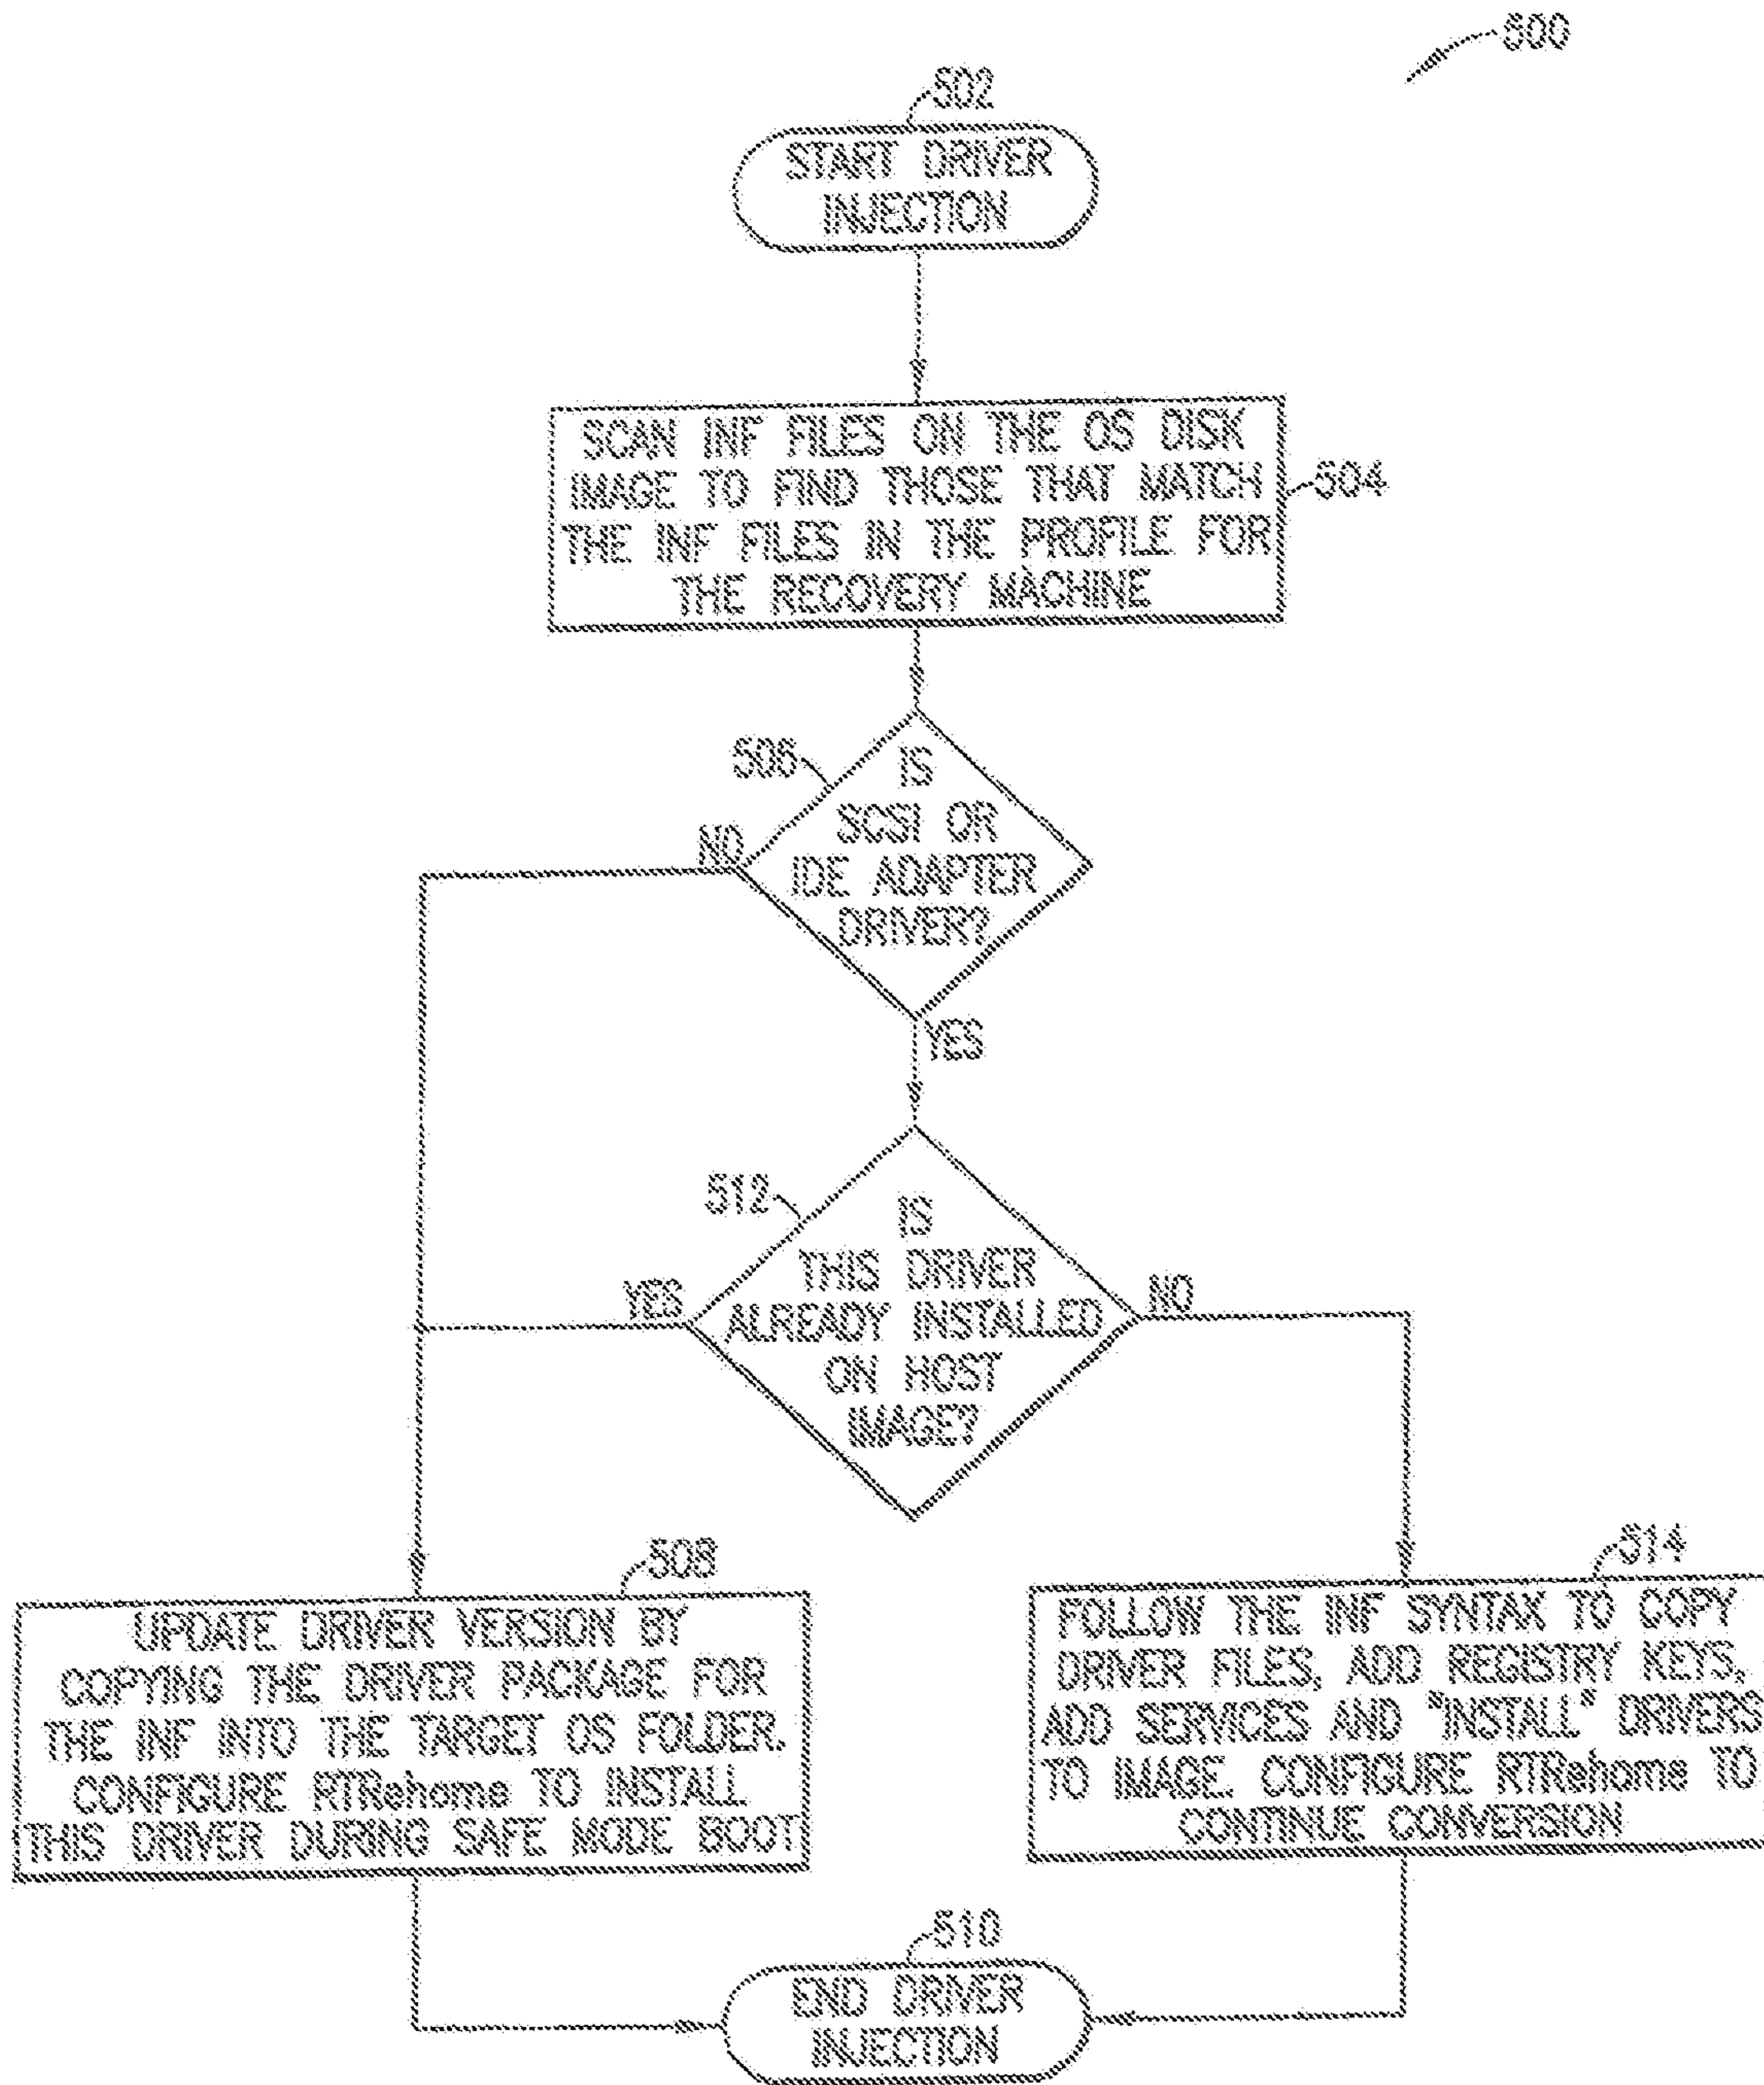 500
502
START DRIVER
INJECTION
SCAN INF FILES ON THE OS DISK
IMAGE TO FIND THOSE THAT MATCH
THE INF FILES IN THE PROFILE FOR
THE RECOVERY MACHINE
504
506
IS
SCSI OR
IDE ADAPTER
DRIVER?
NO
YES
512
IS
THIS DRIVER
ALREADY INSTALLED
ON HOST
IMAGE?
YES
NO
508
UPDATE DRIVER VERSION BY
COPYING THE DRIVER PACKAGE FOR
THE INF INTO THE TARGET OS FOLDER.
CONFIGURE RTRehome TO INSTALL
THIS DRIVER DURING SAFE MODE BOOT
514
FOLLOW THE INF SYNTAX TO COPY
DRIVER FILES, ADD REGISTRY KEYS,
ADD SERVICES AND "INSTALL" DRIVERS
TO IMAGE. CONFIGURE RTRehome TO
CONTINUE CONVERSION
510
END DRIVER
INJECTION